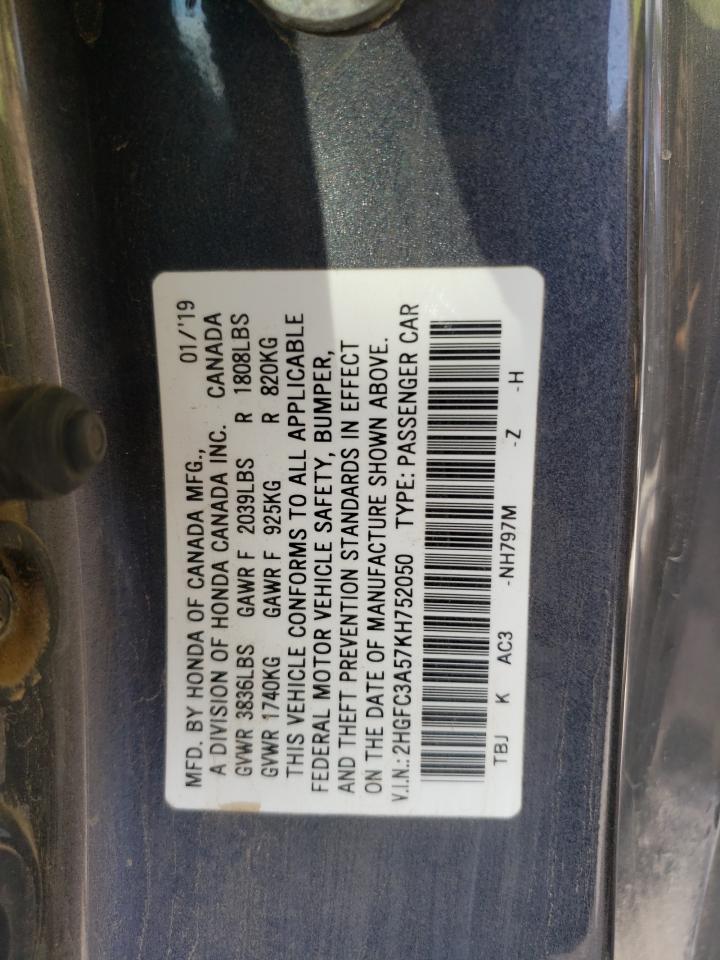 01/'19
MFD. BY HONDA OF CANADA MFG.,
A DIVISION OF HONDA CANADA INC. CANADA
GVWR 3836LBS GAWR F 2039LBS R 1808LBS
GVWR 1740KG GAWR F 925KG R 820KG
THIS VEHICLE CONFORMS TO ALL APPLICABLE
FEDERAL MOTOR VEHICLE SAFETY, BUMPER,
AND THEFT PREVENTION STANDARDS IN EFFECT
ON THE DATE OF MANUFACTURE SHOWN ABOVE.
V.I.N.: 2HGFC3A57KH752050 TYPE: PASSENGER CAR
TBJ K AC3 -NH797M -Z -H